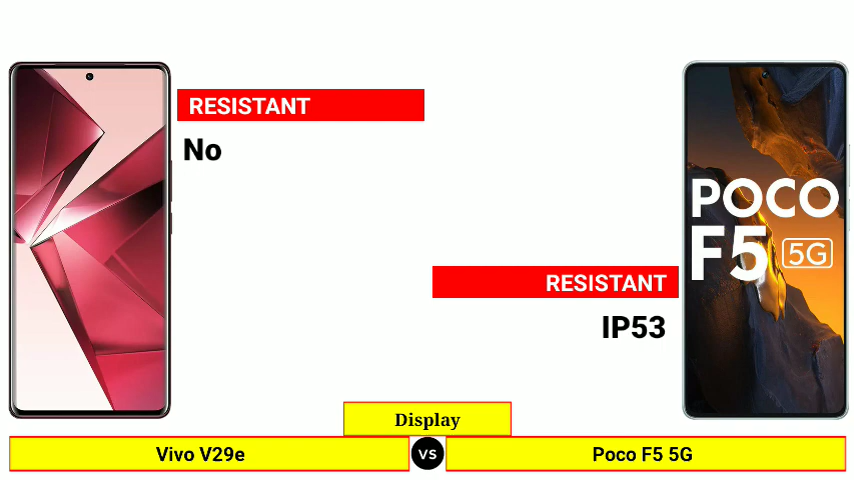 RESISTANT
No
POCO
F5 5G
RESISTANT
IP53
Display
Vivo V29e
VS
Poco F5 5G